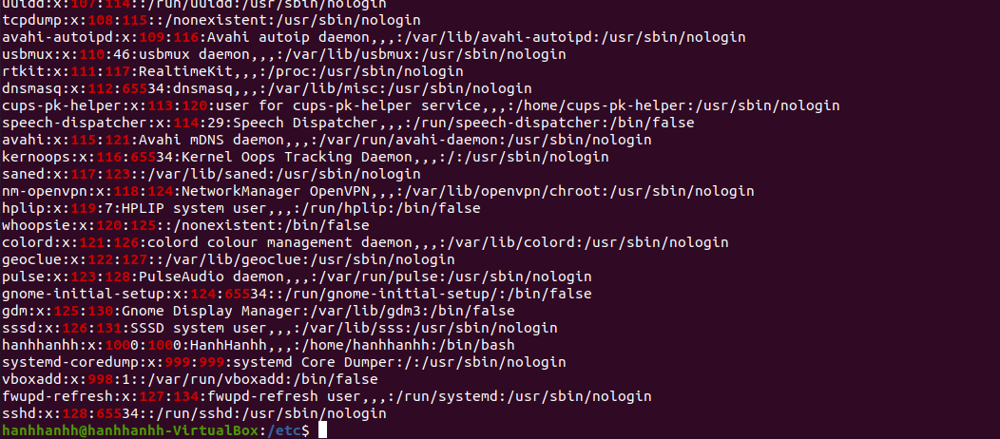 uuidd:x:107:114::/run/uuidd:/usr/sbin/nologin
tcpdump:x:108:115::/nonexistent:/usr/sbin/nologin
avahi-autoipd:x:109:116:Avahi autoip daemon,,,:/var/lib/avahi-autoipd:/usr/sbin/nologin
usbmux:x:110:46:usbmux daemon,,,:/var/lib/usbmux:/usr/sbin/nologin
rtkit:x:111:117:RealtimeKit,,,:/proc:/usr/sbin/nologin
dnsmasq:x:112:65534:dnsmasq,,,:/var/lib/misc:/usr/sbin/nologin
cups-pk-helper:x:113:120:user for cups-pk-helper service,,,:/home/cups-pk-helper:/usr/sbin/nologin
speech-dispatcher:x:114:29:Speech Dispatcher,,,:/run/speech-dispatcher:/bin/false
avahi:x:115:121:Avahi mDNS daemon,,,:/var/run/avahi-daemon:/usr/sbin/nologin
kernoops:x:116:65534:Kernel Oops Tracking Daemon,,,:/:/usr/sbin/nologin
saned:x:117:123::/var/lib/saned:/usr/sbin/nologin
nm-openvpn:x:118:124:NetworkManager OpenVPN,,,:/var/lib/openvpn/chroot:/usr/sbin/nologin
hplip:x:119:7:HPLIP system user,,,:/run/hplip:/bin/false
whoopsie:x:120:125::/nonexistent:/bin/false
colord:x:121:126:colord colour management daemon,,,:/var/lib/colord:/usr/sbin/nologin
geoclue:x:122:127::/var/lib/geoclue:/usr/sbin/nologin
pulse:x:123:128:PulseAudio daemon,,,:/var/run/pulse:/usr/sbin/nologin
gnome-initial-setup:x:124:65534::/run/gnome-initial-setup/:/bin/false
gdm:x:125:130:Gnome Display Manager:/var/lib/gdm3:/bin/false
sssd:x:126:131:SSSD system user,,,:/var/lib/sss:/usr/sbin/nologin
hanhhanhh:x:1000:1000:HanhHanhh,,,:/home/hanhhanhh:/bin/bash
systemd-coredump:x:999:999:systemd Core Dumper:/:/usr/sbin/nologin
vboxadd:x:998:1::/var/run/vboxadd:/bin/false
fwupd-refresh:x:127:134:fwupd-refresh user,,,:/run/systemd:/usr/sbin/nologin
sshd:x:128:65534::/run/sshd:/usr/sbin/nologin
hanhhanhh@hanhhanhh-VirtualBox:/etc$